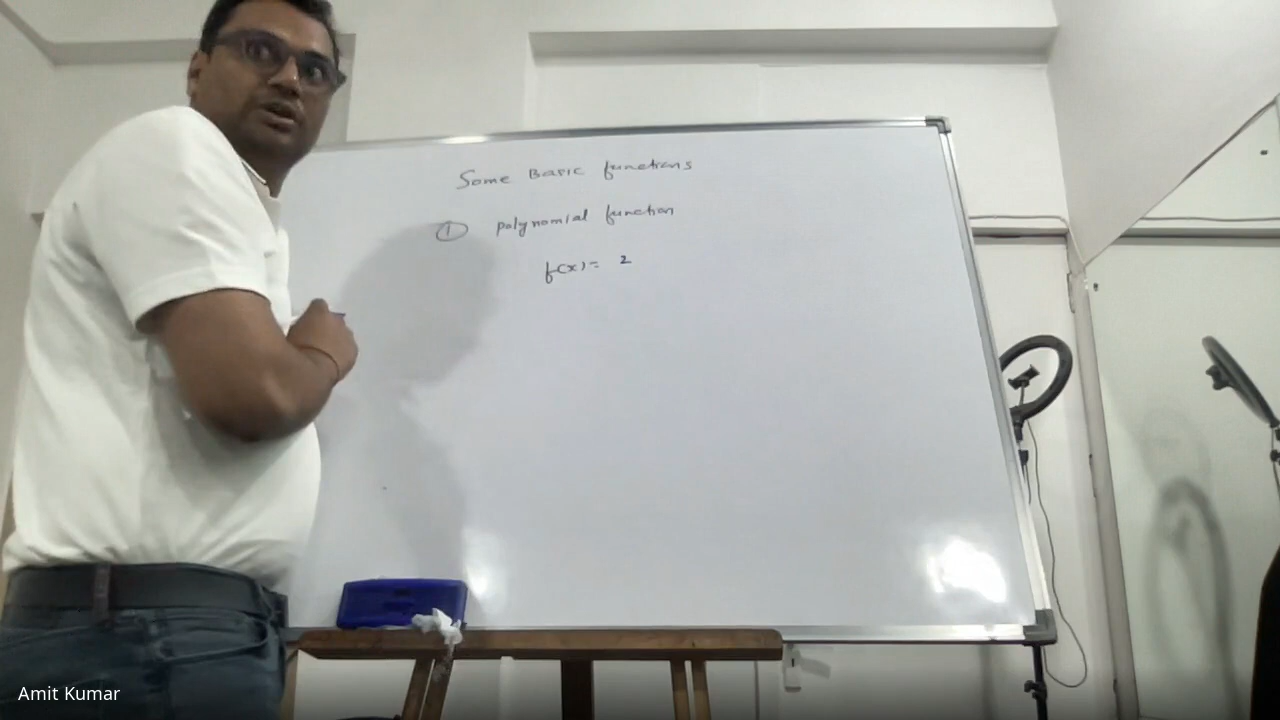 Some Basic functions
① polynomial function
f(x) = 2
Amit Kumar